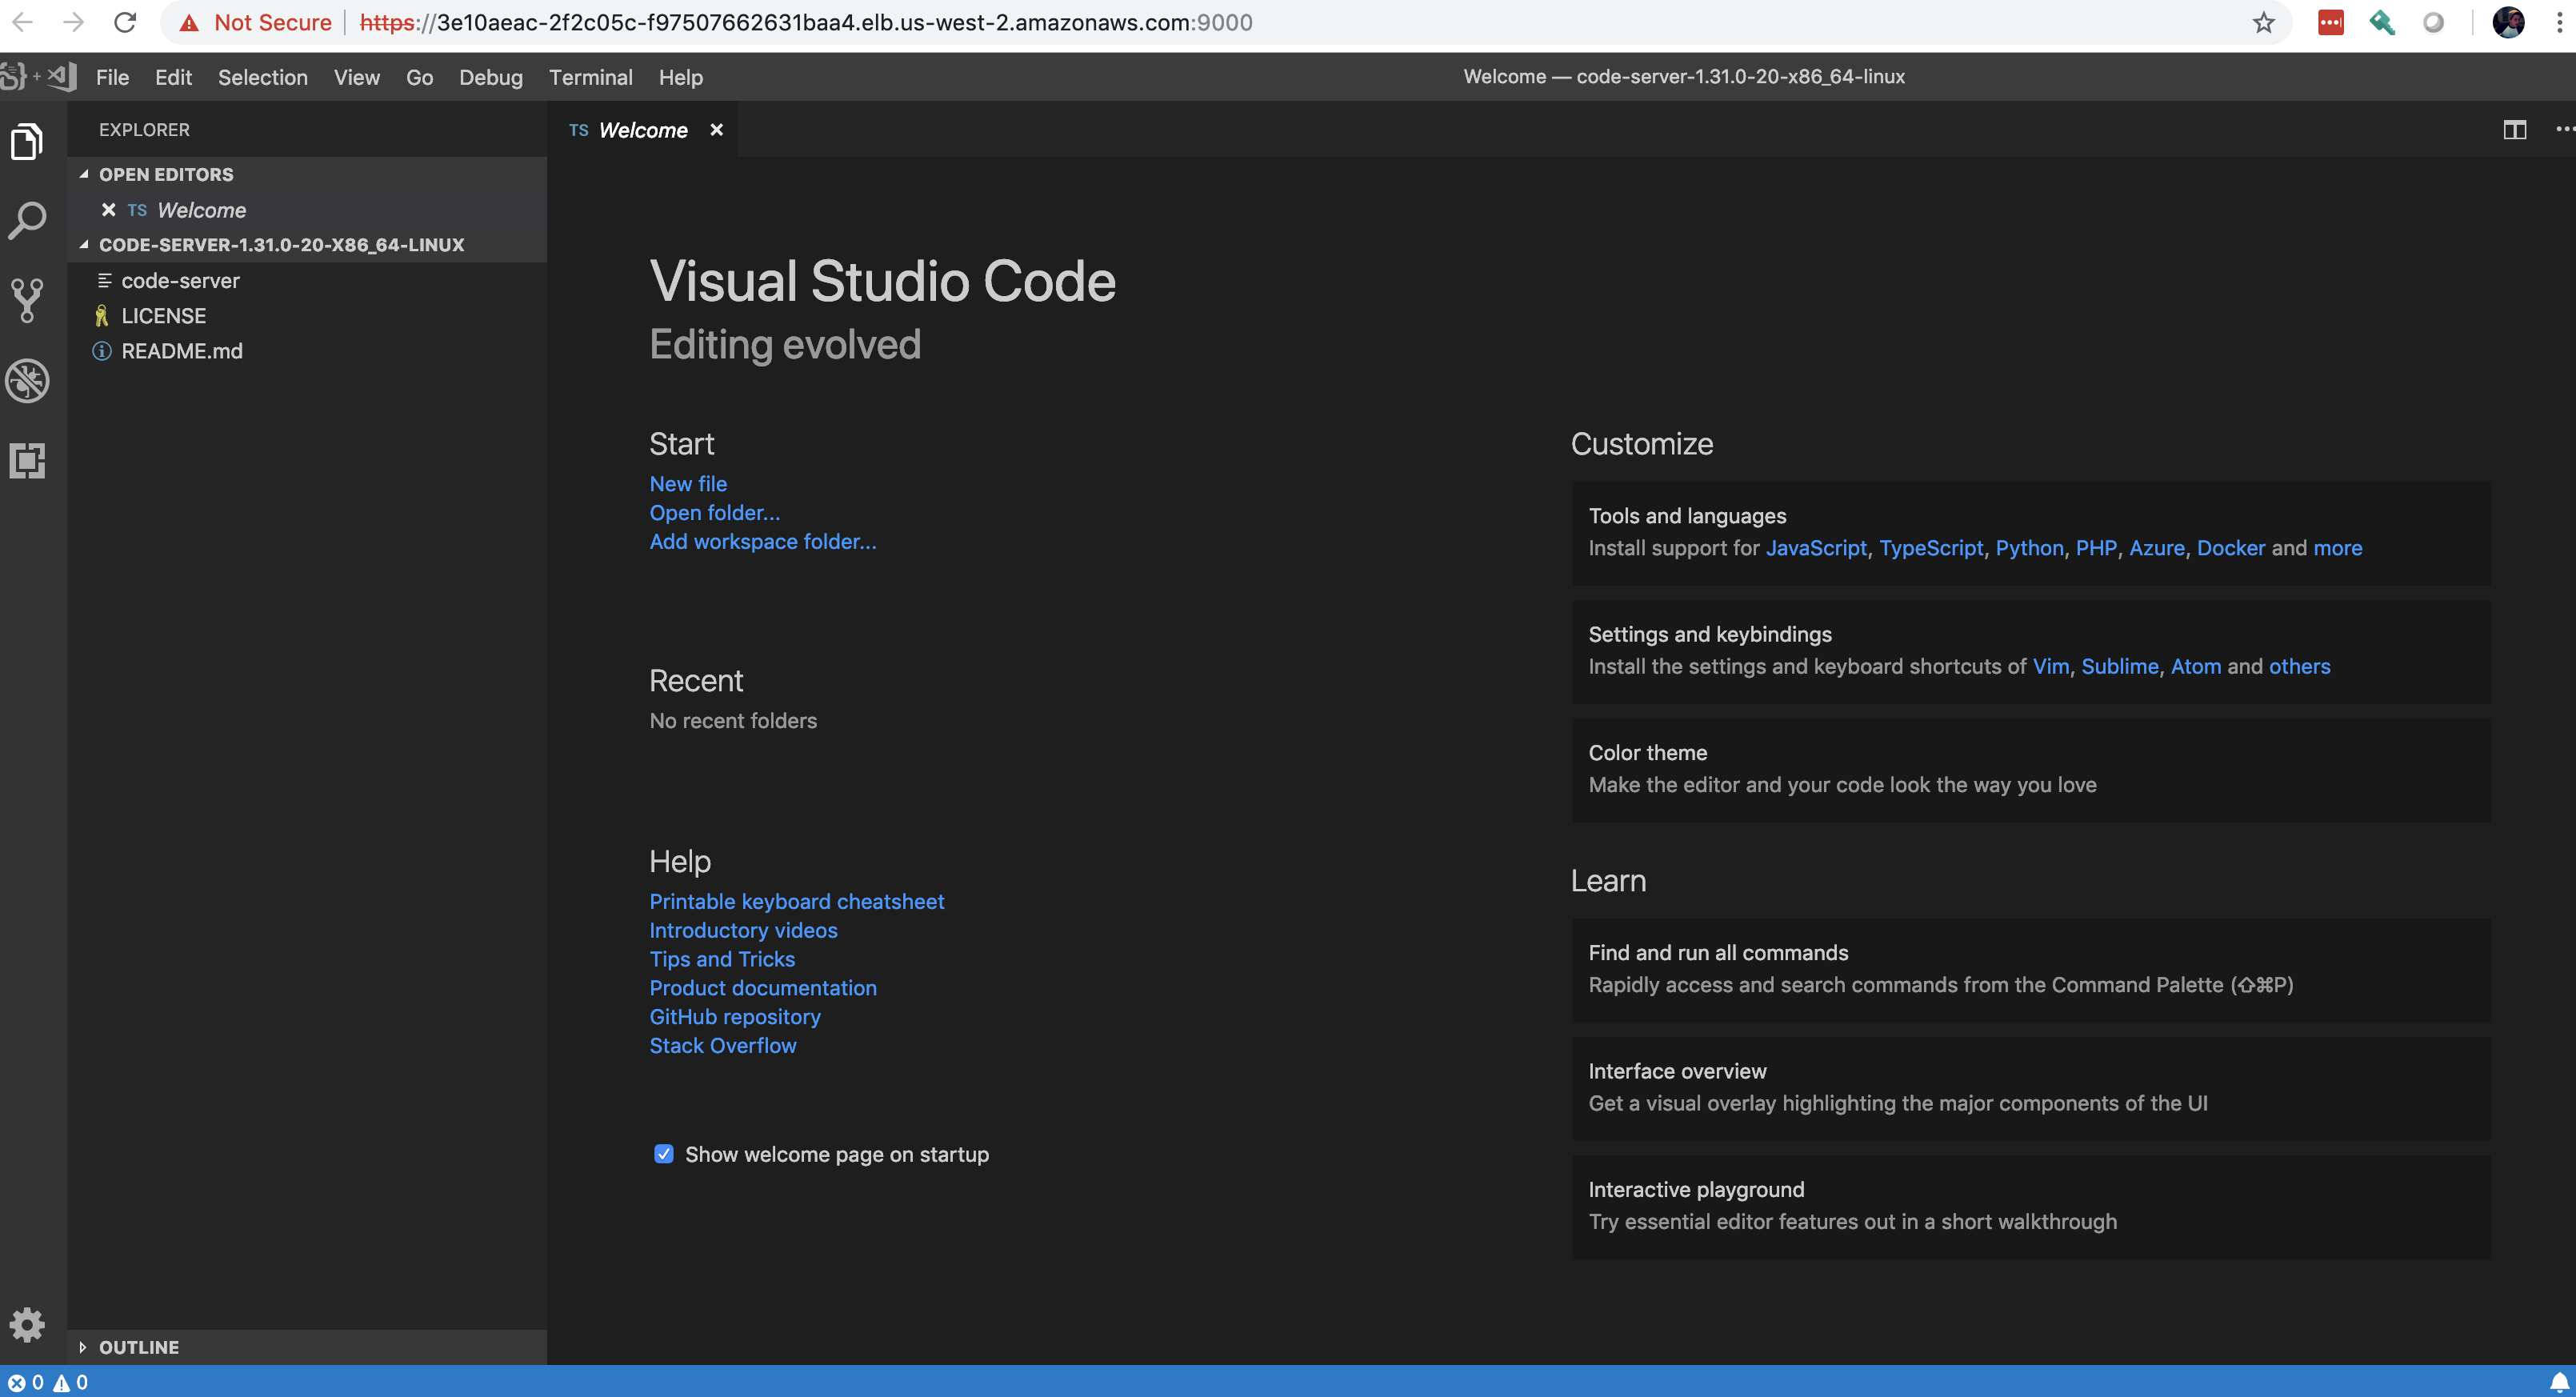 Not Secure https://3e10aeac-2f2c05c-f97507662631baa4.elb.us-west-2.amazonaws.com:9000
File Edit Selection View Go Debug Terminal Help
Welcome — code-server-1.31.0-20-x86_64-linux
EXPLORER
OPEN EDITORS
TS Welcome
CODE-SERVER-1.31.0-20-X86_64-LINUX
code-server
LICENSE
README.md
OUTLINE
TS Welcome
Visual Studio Code
Editing evolved
Start
New file
Open folder...
Add workspace folder...
Recent
No recent folders
Help
Printable keyboard cheatsheet
Introductory videos
Tips and Tricks
Product documentation
GitHub repository
Stack Overflow
Show welcome page on startup
Customize
Tools and languages
Install support for JavaScript, TypeScript, Python, PHP, Azure, Docker and more
Settings and keybindings
Install the settings and keyboard shortcuts of Vim, Sublime, Atom and others
Color theme
Make the editor and your code look the way you love
Learn
Find and run all commands
Rapidly access and search commands from the Command Palette (⇧⌘P)
Interface overview
Get a visual overlay highlighting the major components of the UI
Interactive playground
Try essential editor features out in a short walkthrough
0 0